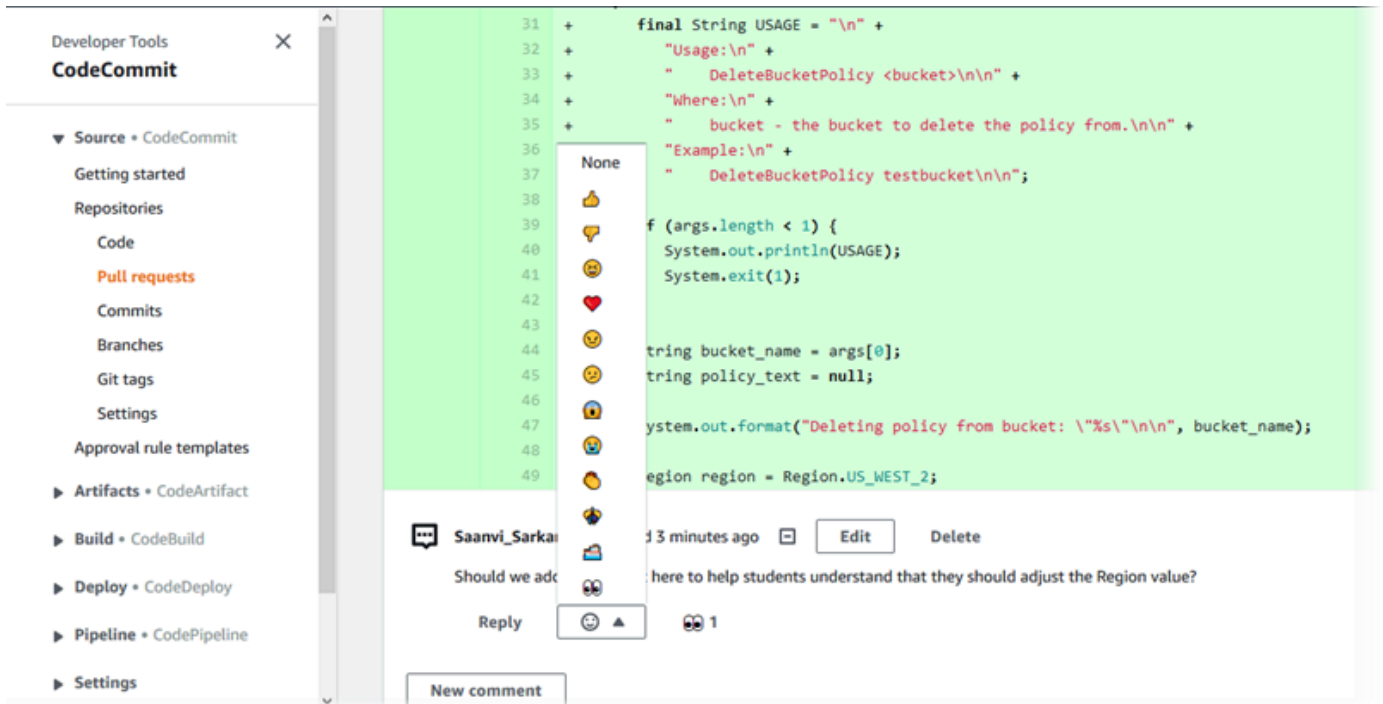 Developer Tools
CodeCommit
Source • CodeCommit
Getting started
Repositories
Code
Pull requests
Commits
Branches
Git tags
Settings
Approval rule templates
Artifacts • CodeArtifact
Build • CodeBuild
Deploy • CodeDeploy
Pipeline • CodePipeline
Settings
31 + final String USAGE = "\n" +
32 + "Usage:\n" +
33 + " DeleteBucketPolicy <bucket>\n\n" +
34 + "Where:\n" +
35 + " bucket - the bucket to delete the policy from.\n\n" +
36 "Example:\n" +
37 " DeleteBucketPolicy testbucket\n\n";
38
39 f (args.length < 1) {
40 System.out.println(USAGE);
41 System.exit(1);
42
43
44 tring bucket_name = args[0];
45 tring policy_text = null;
46
47 ystem.out.format("Deleting policy from bucket: \"%s\"\n\n", bucket_name);
48
49 egion region = Region.US_WEST_2;
None
Saanvi_Sarka d 3 minutes ago Edit Delete
Should we add here to help students understand that they should adjust the Region value?
Reply 👀 1
New comment